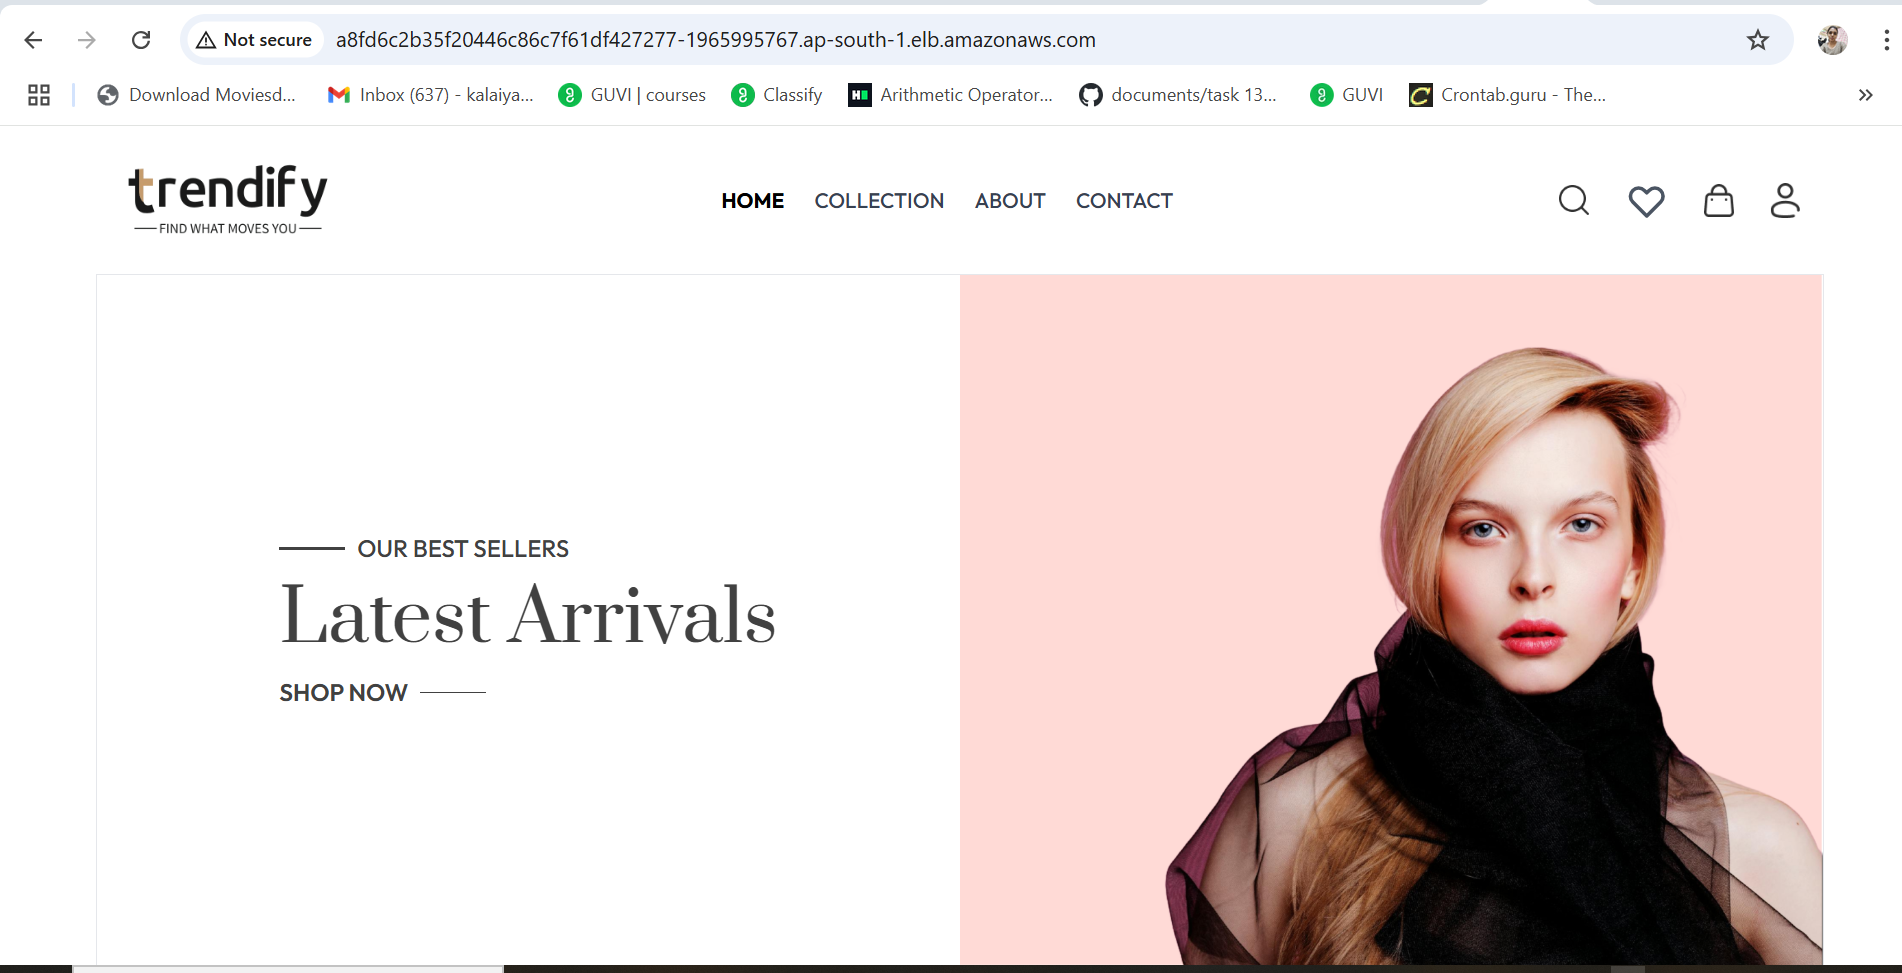 Not secure a8fd6c2b35f20446c86c7f61df427277-1965995767.ap-south-1.elb.amazonaws.com
Download Moviesd... Inbox (637) - kalaiya... GUVI | courses Classify Arithmetic Operator... documents/task 13... GUVI Crontab.guru - The...
trendify
FIND WHAT MOVES YOU
HOME COLLECTION ABOUT CONTACT
OUR BEST SELLERS
Latest Arrivals
SHOP NOW